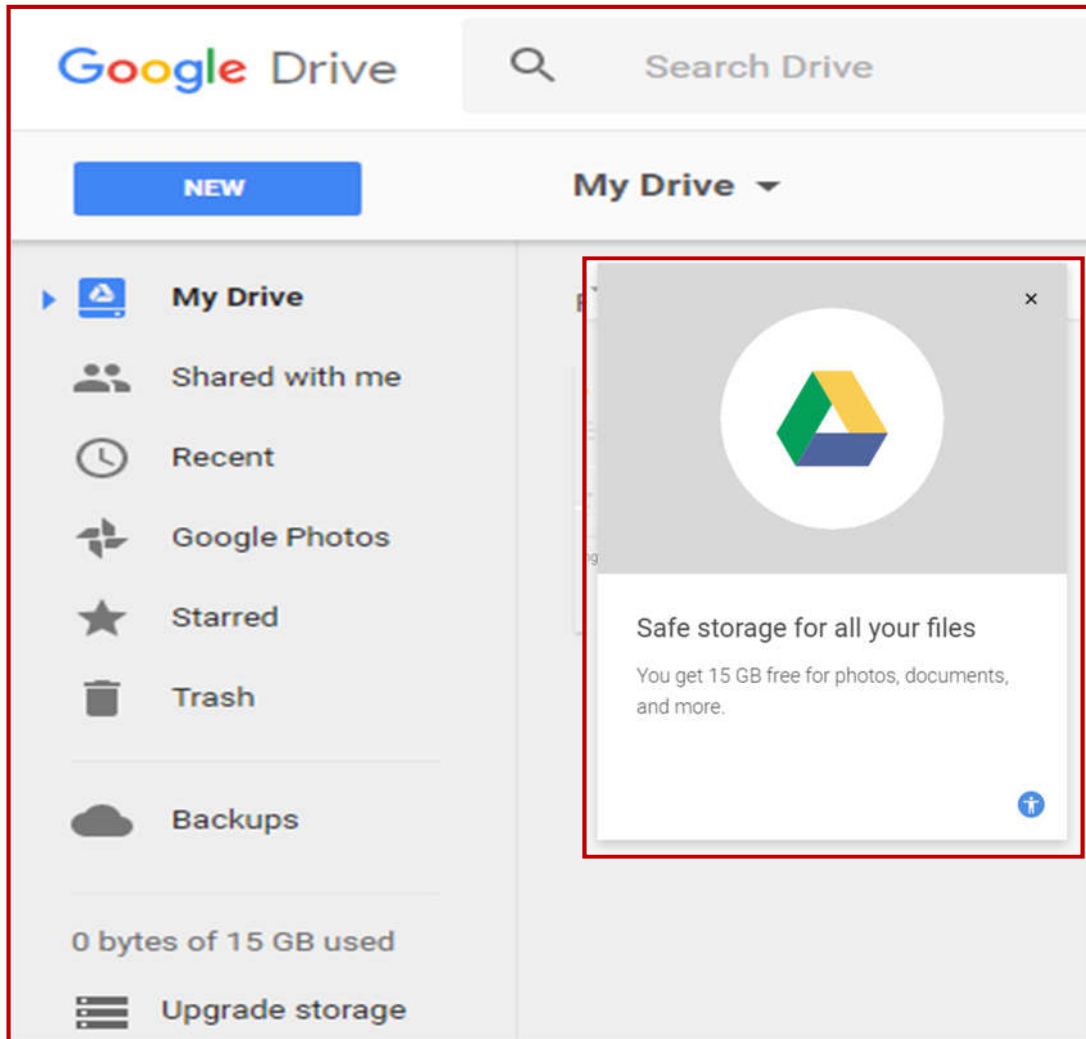 Google Drive
Search Drive
NEW
My Drive
My Drive
Shared with me
Recent
Google Photos
Starred
Trash
Backups
0 bytes of 15 GB used
Upgrade storage
×
Safe storage for all your files
You get 15 GB free for photos, documents,
and more.